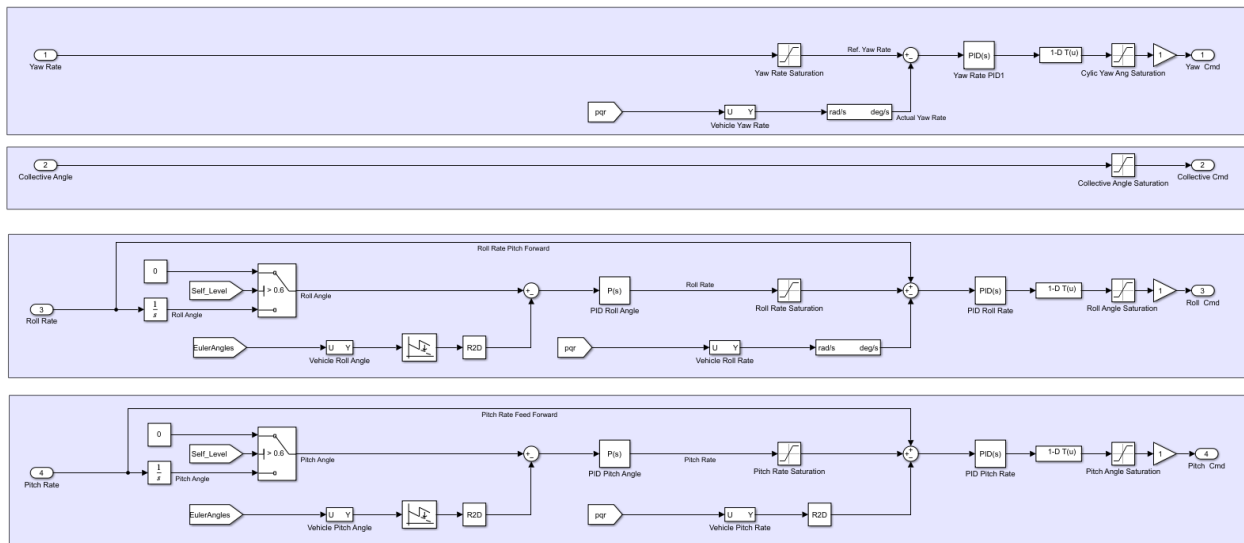 1
Yaw Rate
Yaw Rate Saturation
Ref. Yaw Rate
+
-
PID(s)
Yaw Rate PID1
1-D T(u)
Cylic Yaw Ang Saturation
1
1
Yaw Cmd
pqr
U Y
Vehicle Yaw Rate
rad/s deg/s
Actual Yaw Rate
2
Collective Angle
Collective Angle Saturation
2
Collective Cmd
Roll Rate Pitch Forward
0
Self_Level
> 0.6
Roll Angle
3
Roll Rate
1
s
Roll Angle
EulerAngles
U Y
Vehicle Roll Angle
R2D
+
-
P(s)
PID Roll Angle
Roll Rate
Roll Rate Saturation
pqr
U Y
Vehicle Roll Rate
rad/s deg/s
+
+
-
PID(s)
PID Roll Rate
1-D T(u)
Roll Angle Saturation
1
3
Roll Cmd
Pitch Rate Feed Forward
0
Self_Level
> 0.6
Pitch Angle
4
Pitch Rate
1
s
Pitch Angle
EulerAngles
U Y
Vehicle Pitch Angle
R2D
+
-
P(s)
PID Pitch Angle
Pitch Rate
Pitch Rate Saturation
pqr
U Y
Vehicle Pitch Rate
R2D
+
+
-
PID(s)
PID Pitch Rate
1-D T(u)
Pitch Angle Saturation
1
4
Pitch Cmd